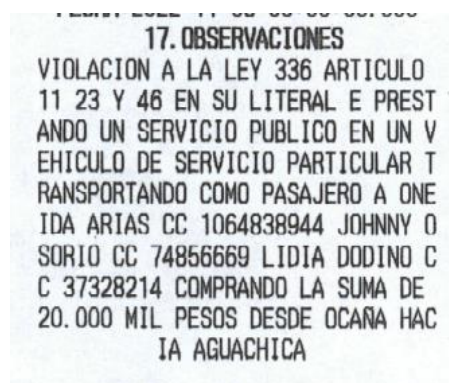 17.OBSERVACIONES
VIOLACION A LA LEY 336 ARTICULO
11 23 Y 46 EN SU LITERAL E PREST
ANDO UN SERVICIO PUBLICO EN UN V
EHICULO DE SERVICIO PARTICULAR T
RANSPORTANDO COMO PASAJERO A ONE
IDA ARIAS CC 1064838944 JOHNNY O
SORIO CC 74856669 LIDIA DODINO C
C 37328214 COMPRANDO LA SUMA DE
20.000 MIL PESOS DESDE OCAÑA HAC
IA AGUACHICA